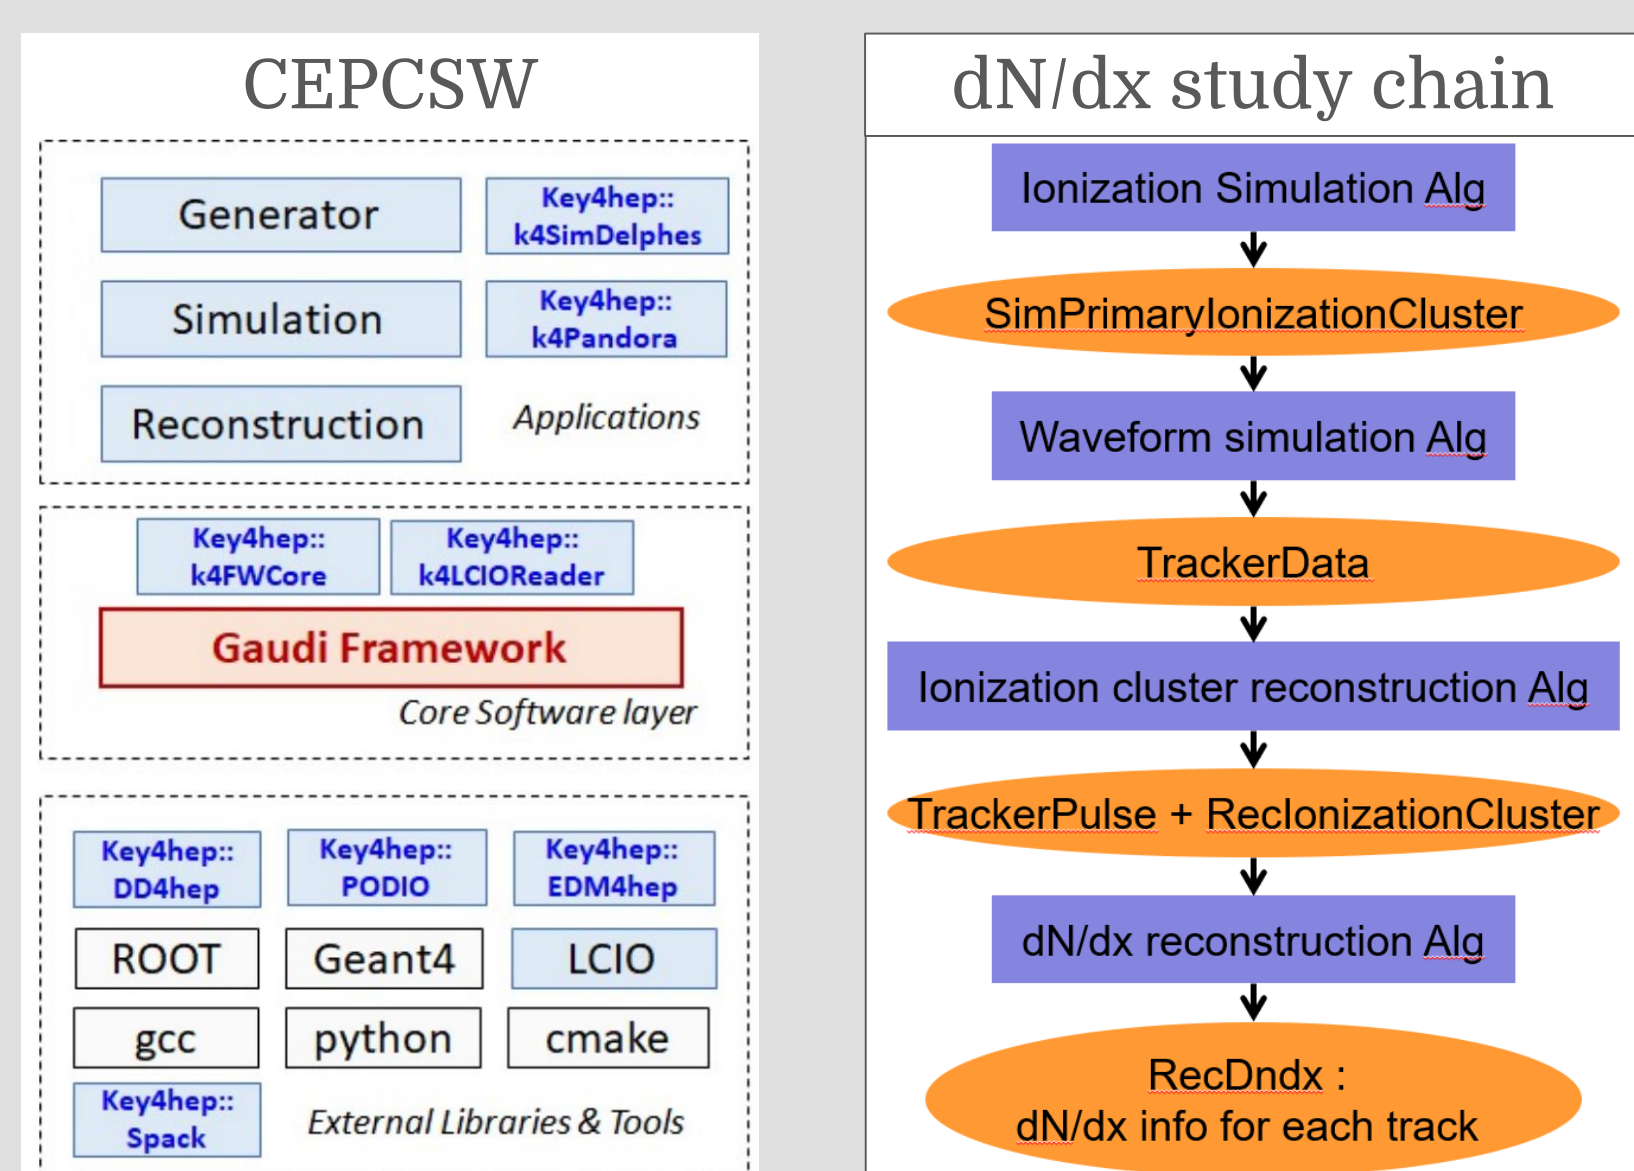 CEPCSW
Generator
Key4hep::
k4SimDelphes
Simulation
Key4hep::
k4Pandora
Reconstruction
Applications
Key4hep::
k4FWCore
Key4hep::
k4LCIOReader
Gaudi Framework
Core Software layer
Key4hep::
DD4hep
Key4hep::
PODIO
Key4hep::
EDM4hep
ROOT
Geant4
LCIO
gcc
python
cmake
Key4hep::
Spack
External Libraries & Tools
dN/dx study chain
Ionization Simulation Alg
SimPrimaryIonizationCluster
Waveform simulation Alg
TrackerData
Ionization cluster reconstruction Alg
TrackerPulse + RecIonizationCluster
dN/dx reconstruction Alg
RecDndx :
dN/dx info for each track